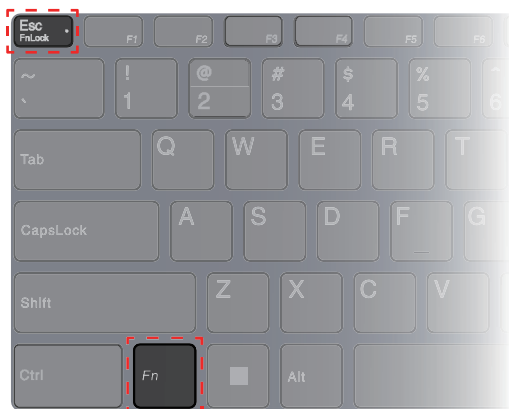 Esc
FnLock
F1 F2 F3 F4 F5 F6
~ ! @ # $ % ^
` 1 2 3 4 5 6
Tab Q W E R T
CapsLock A S D F G
Shift Z X C V
Ctrl Fn Alt